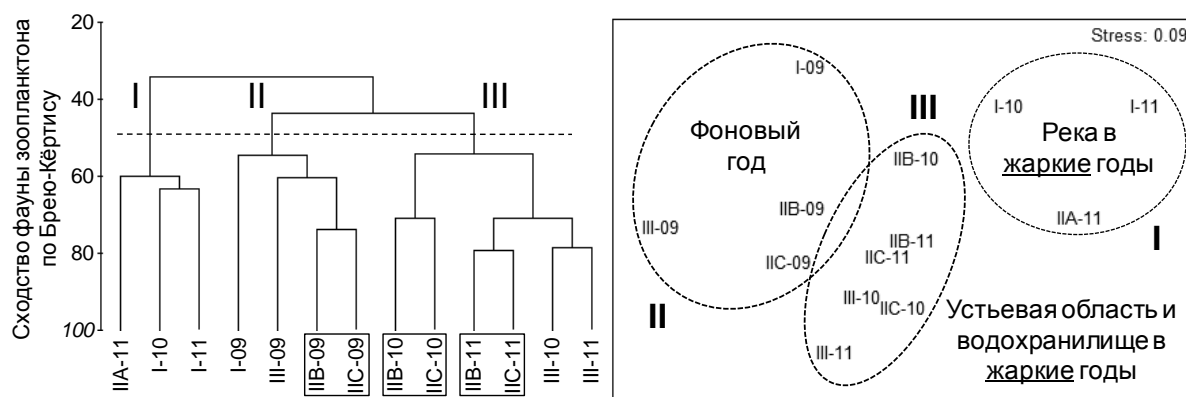 Сходство фауны зоопланктона
по Брею-Кёртису
20
40
60
80
100
I
II
III
IIA-11
I-10
I-11
I-09
III-09
IIB-09
IIC-09
IIB-10
IIC-10
IIB-11
IIC-11
III-10
III-11
Stress: 0.09
I-09
III
I-10
I-11
Фоновый
год
Река в
жаркие годы
IIB-10
IIB-09
III-09
IIA-11
IIC-09
IIB-11
IIC-11
I
II
III-10
IIC-10
III-11
Устьевая область и
водохранилище в
жаркие годы